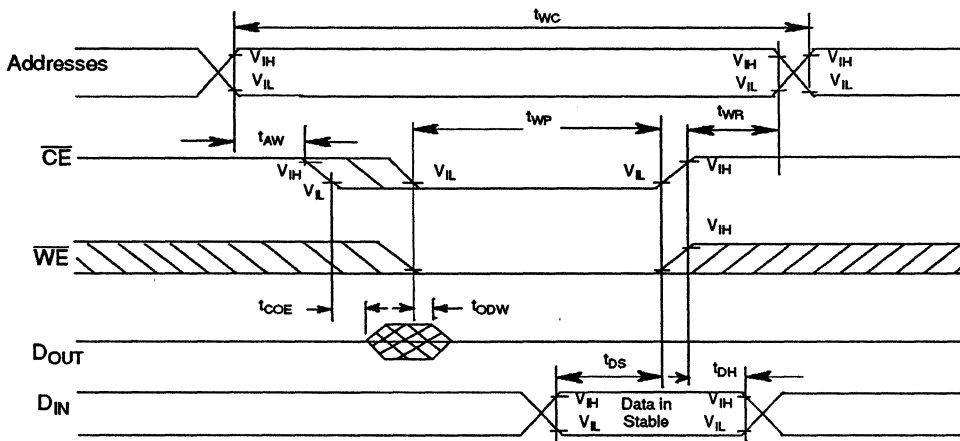 tWC
Addresses
VIH
VIH
VIH
VIL
VIL
VIL
tAW
tWP
tWR
CE
VIH
VIL
VIL
VIL
VIH
WE
VIH
tCOE
tODW
DOUT
tDS
tDH
DIN
VIH
Data in
VIH
VIL
Stable
VIL